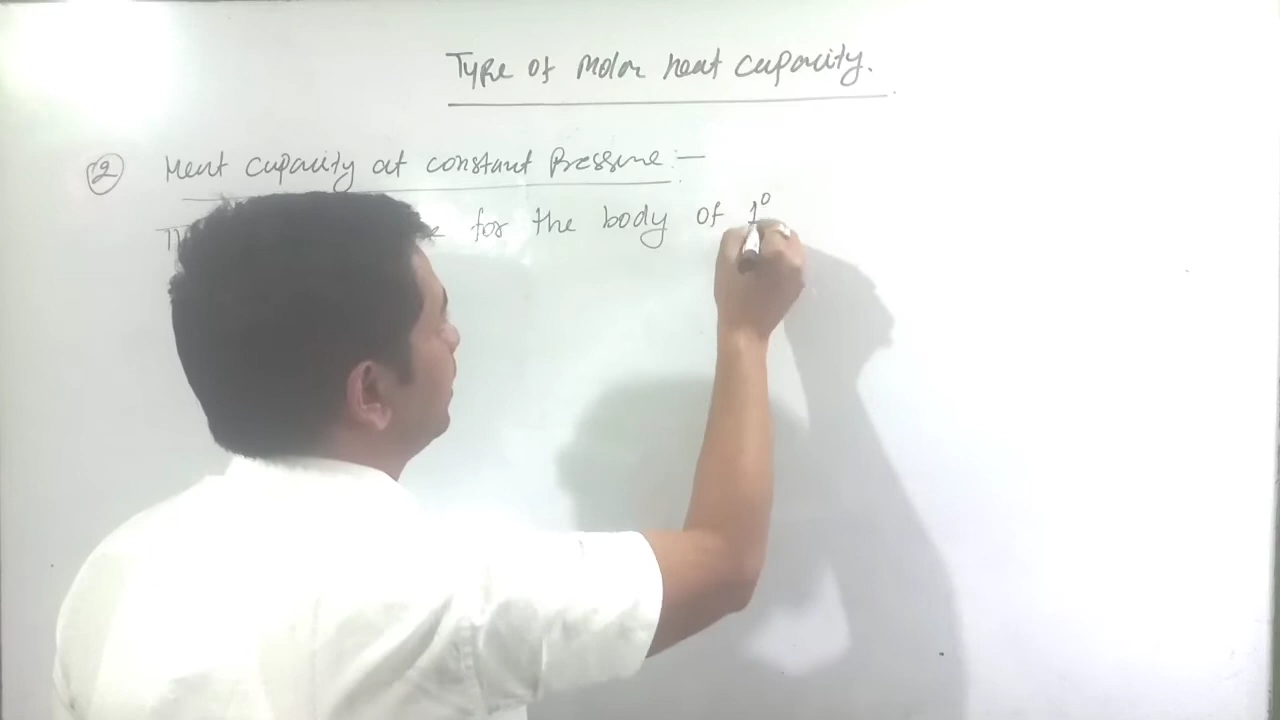 Type of Molar heat capacity.
② Heat capacity at constant Pressure :—
for the body of 1°